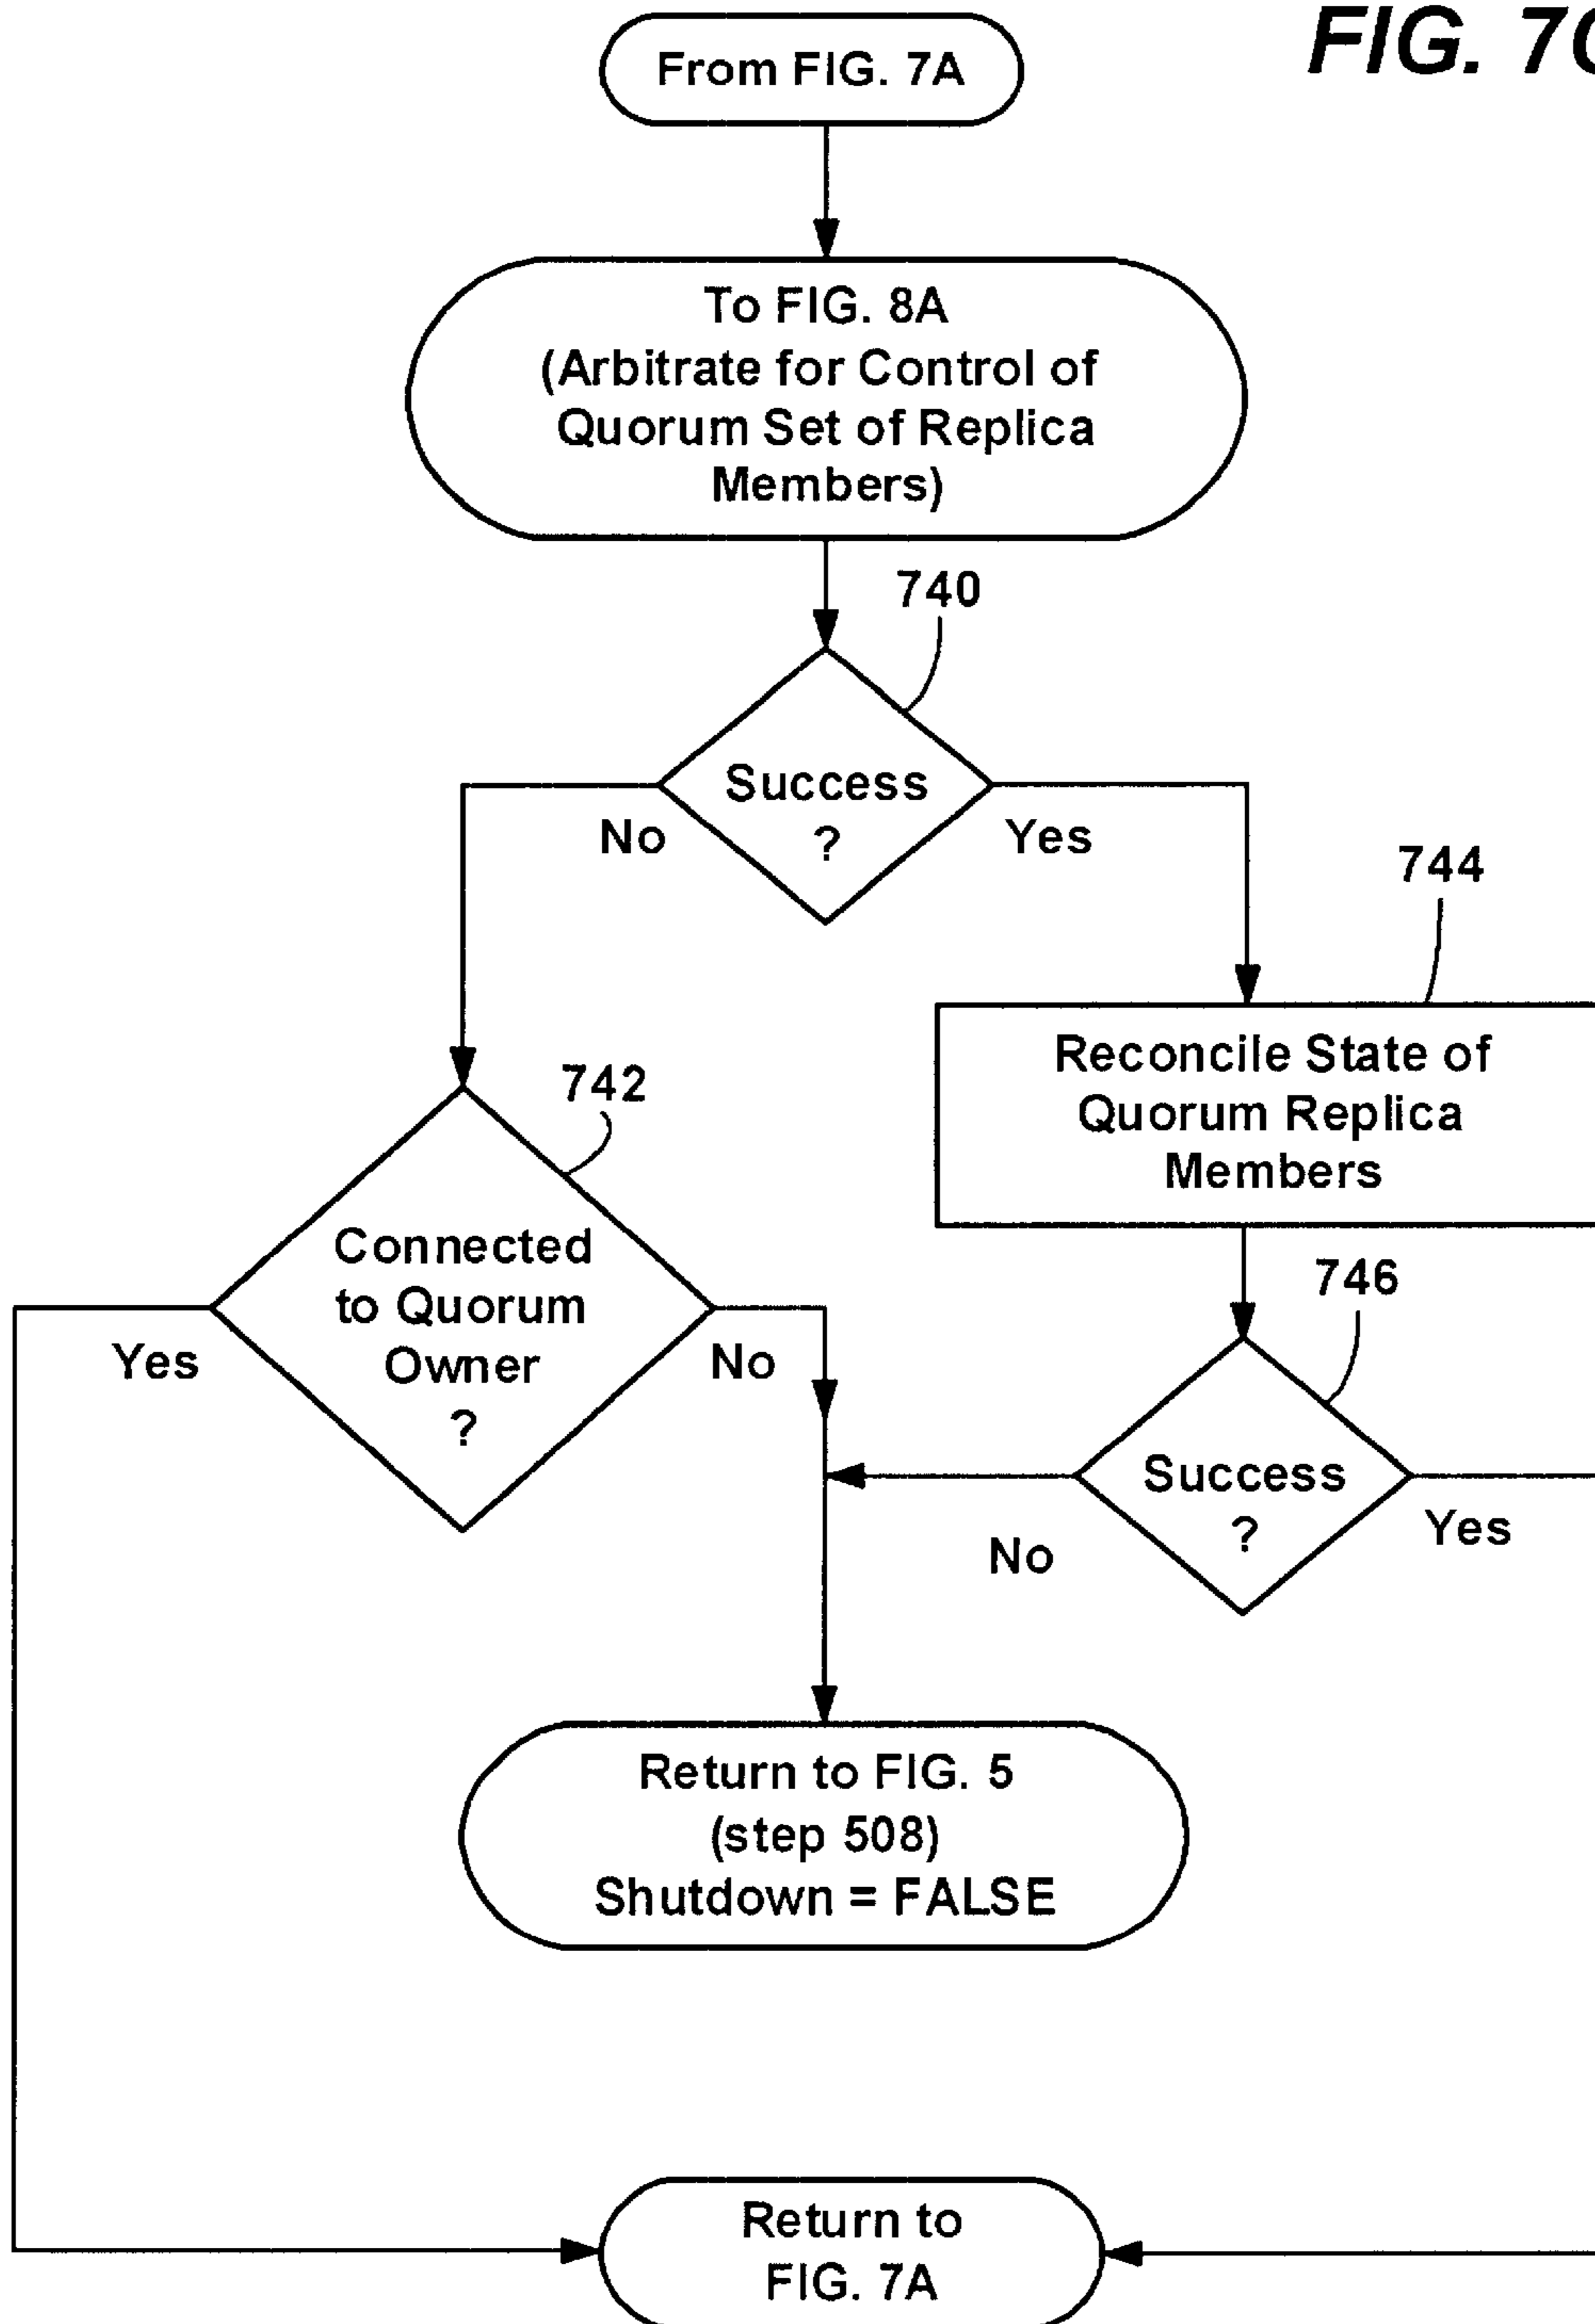 FIG. 7C
From FIG. 7A
To FIG. 8A
(Arbitrate for Control of
Quorum Set of Replica
Members)
740
Success
?
No
Yes
744
Reconcile State of
Quorum Replica
Members
742
Connected
to Quorum
Owner
?
Yes
No
746
Success
?
No
Yes
Return to FIG. 5
(step 508)
Shutdown = FALSE
Return to
FIG. 7A